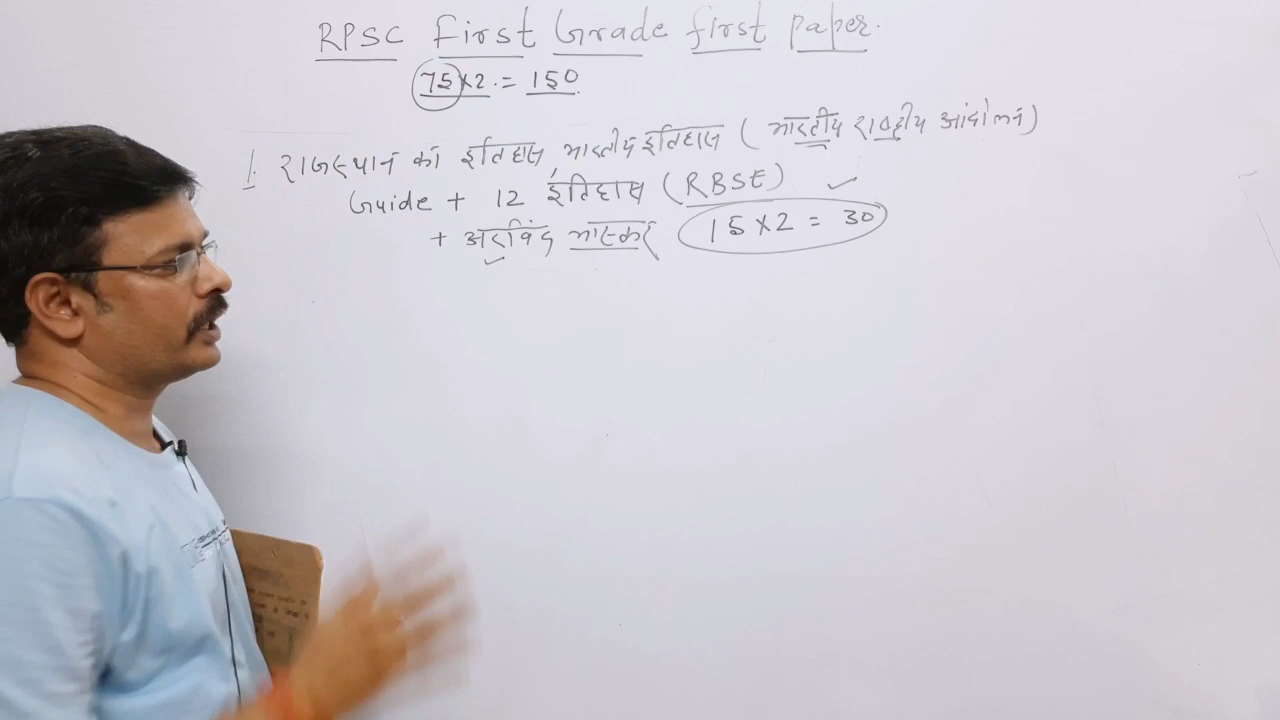 RPSC First Grade first paper.
75×2 = 150
1. राजस्थान का इतिहास, भारतीय इतिहास ( भारतीय राष्ट्रीय आंदोलन )
Guide + 12 इतिहास (RBSE) ✓
+ अरविंद भास्कर 15×2 = 30